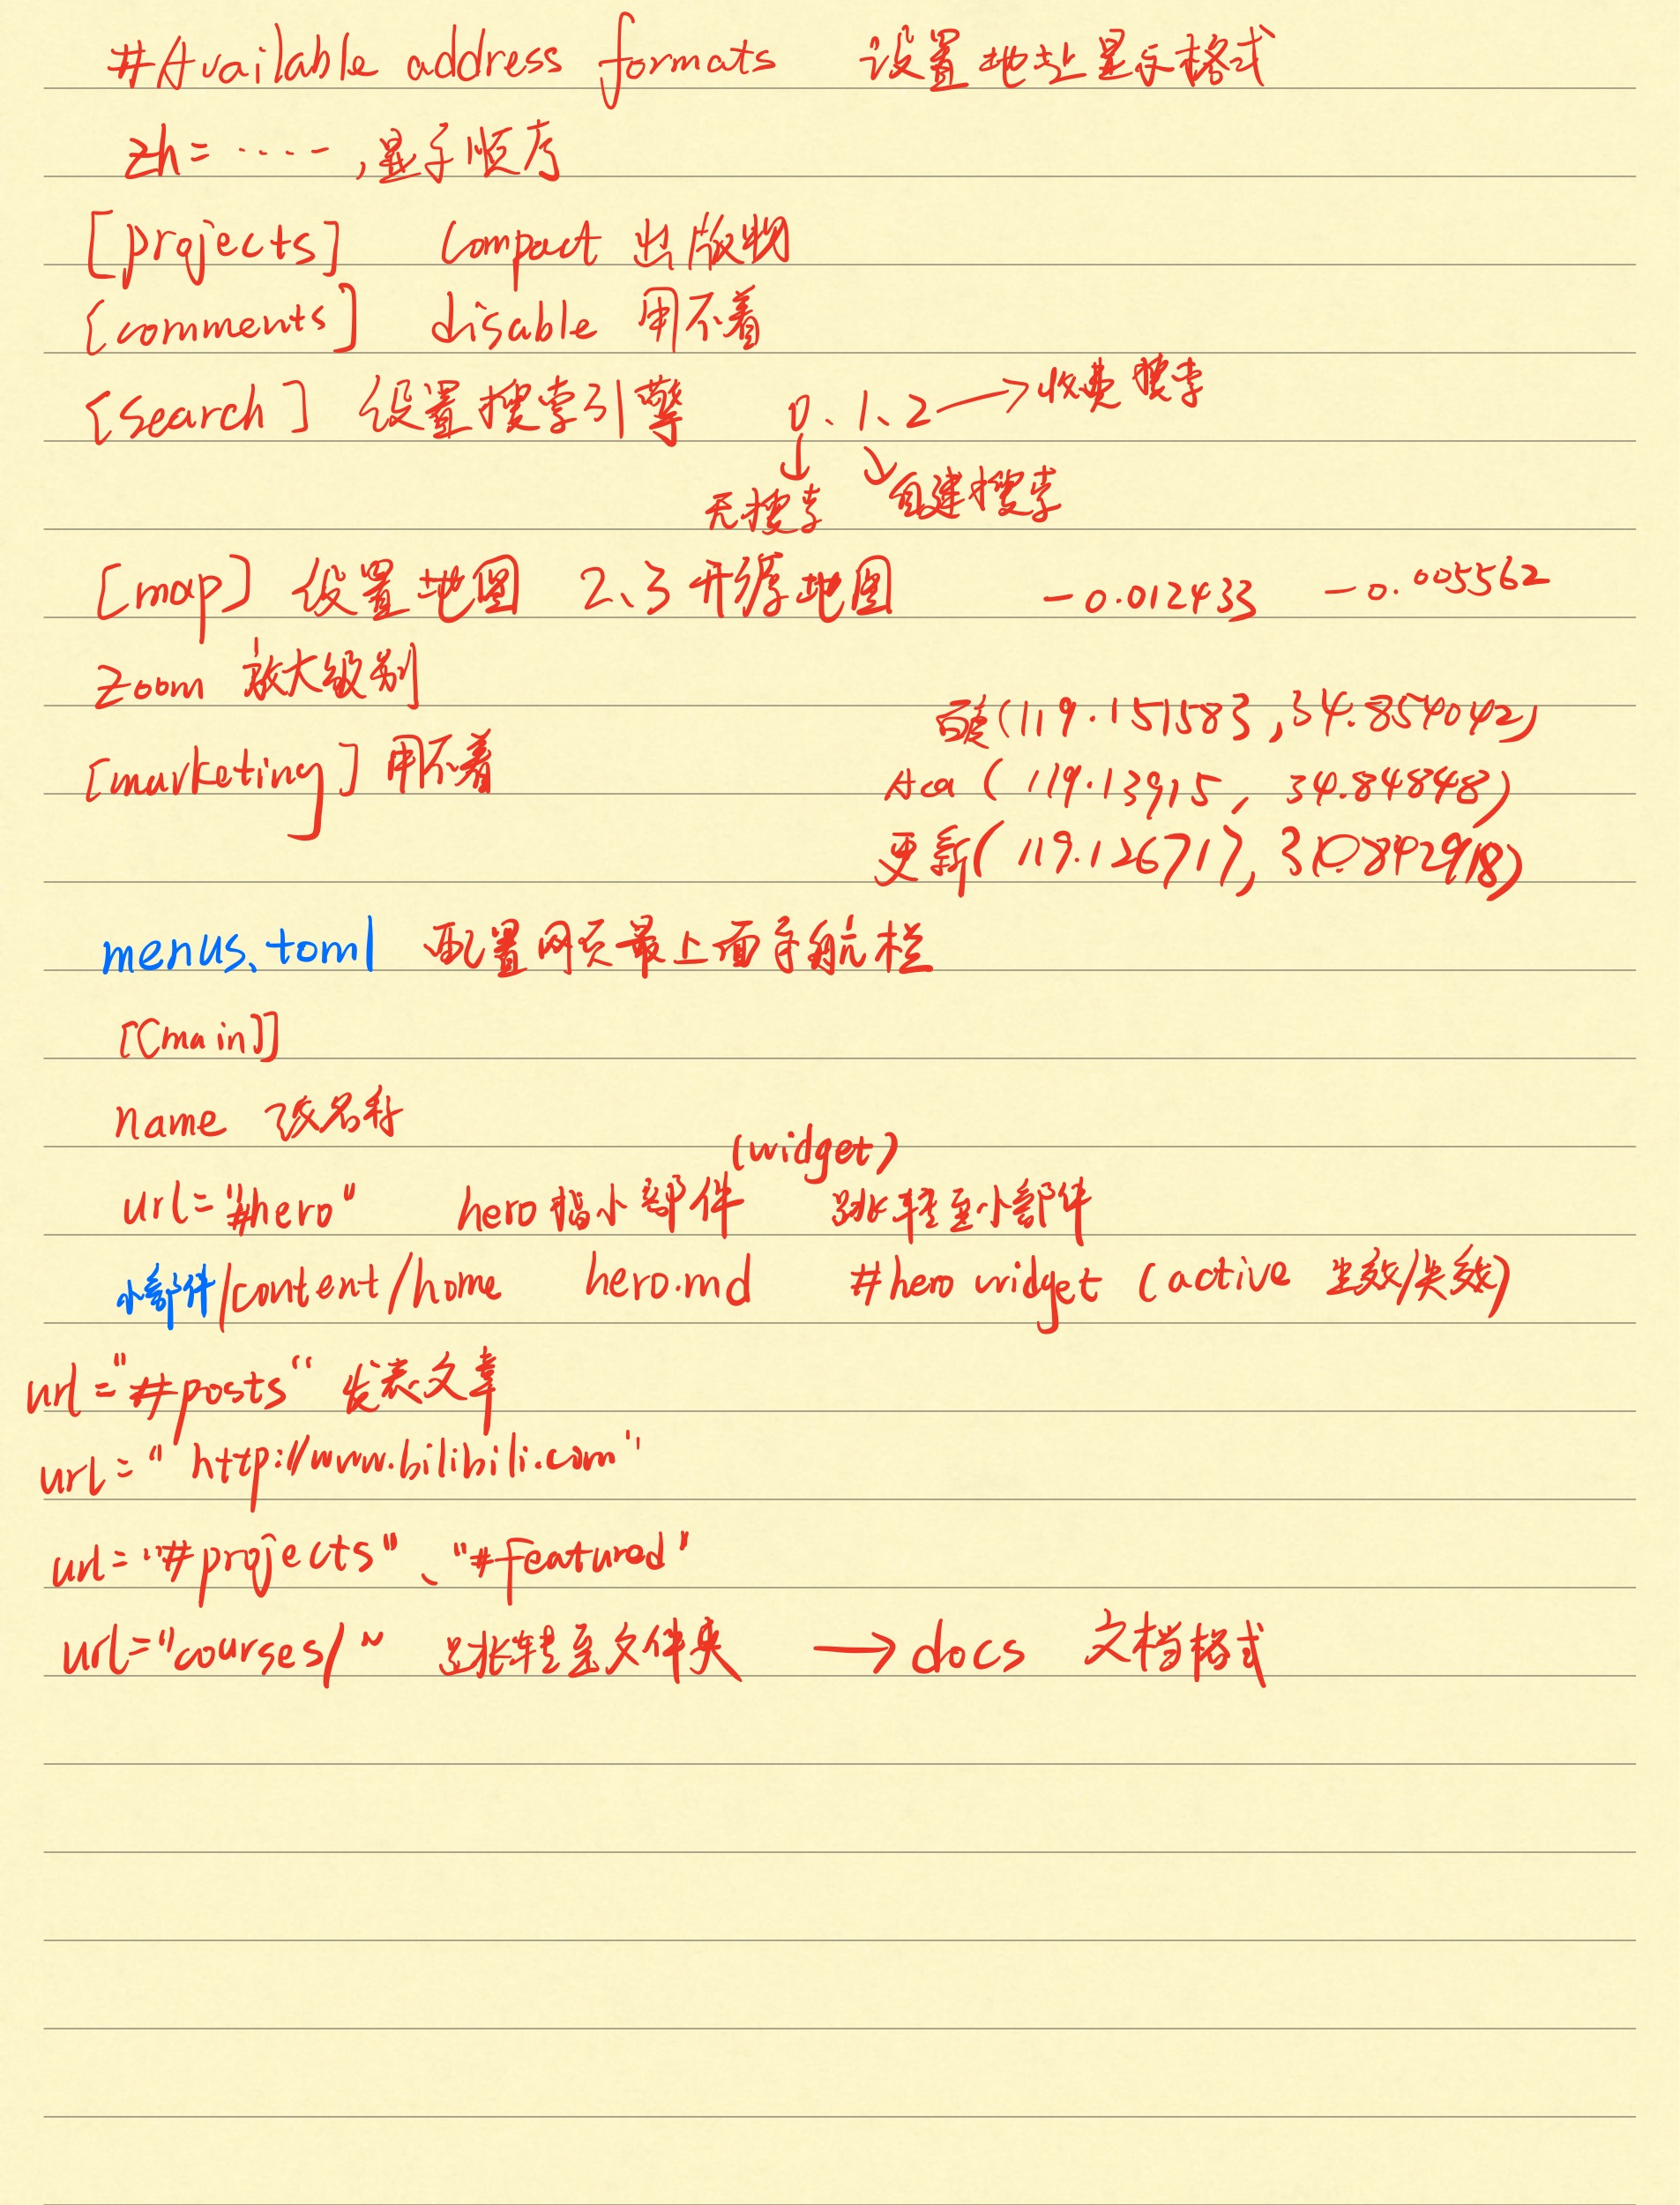 #Available address formats 设置地址显示格式
zh= ·····,显示顺序
[projects] compact 出版物
[comments] disable 用不着
[search] 设置搜索引擎 0、1、2→收费搜索
↓ ↘
无搜索 自建搜索
[map] 设置地图 2、3开源地图 -0.012433 -0.005562
zoom 放大级别
百度(119.151583,34.854042)
[marketing] 用不着
Aca (119.13915, 34.84848)
更新(119.126717,
menus.toml 配置网页最上面导航栏
[[main]]
name 改名称
(widget)
url="#hero" hero指小部件 跳转至小部件
小部件/content/home hero.md #hero widget (active 生效/失效)
url="#posts" 发表文章
url="http://www.bilibili.com"
url="#projects"、"#featured"
url="courses/" 跳转至文件夹 → docs 文档格式